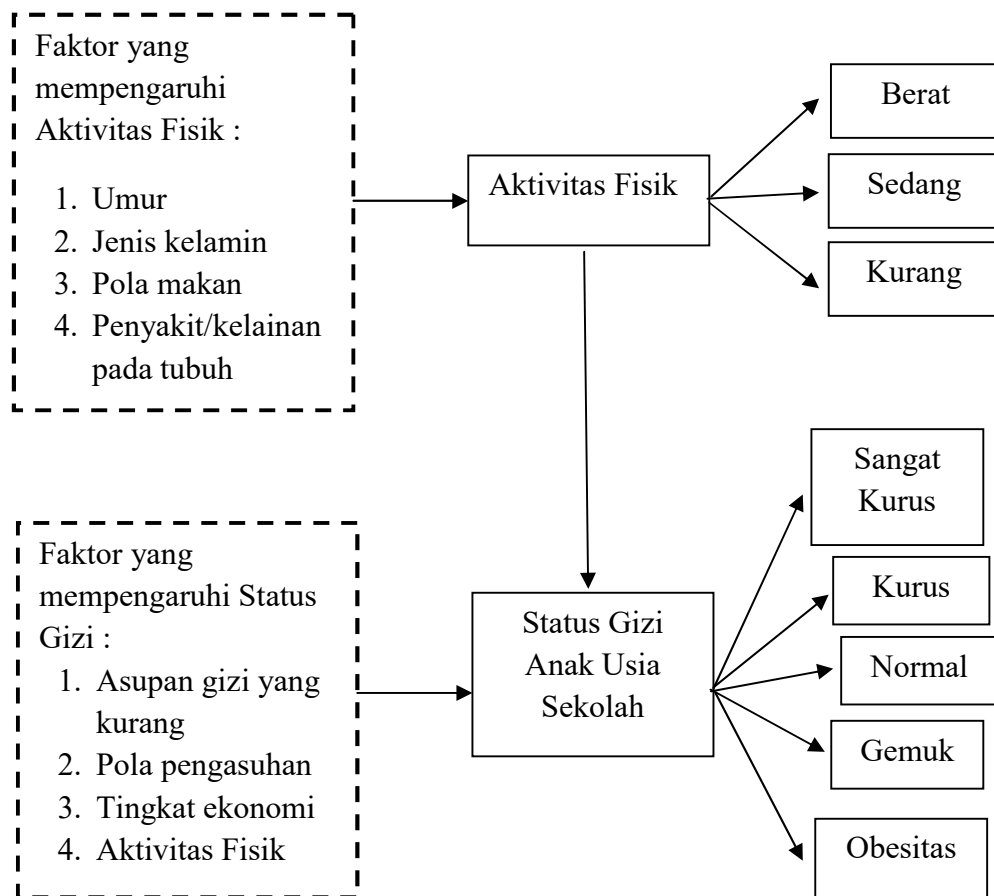 Faktor yang
mempengaruhi
Aktivitas Fisik :
1. Umur
2. Jenis kelamin
3. Pola makan
4. Penyakit/kelainan
pada tubuh
Aktivitas Fisik
Berat
Sedang
Kurang
Faktor yang
mempengaruhi Status
Gizi :
1. Asupan gizi yang
kurang
2. Pola pengasuhan
3. Tingkat ekonomi
4. Aktivitas Fisik
Status Gizi
Anak Usia
Sekolah
Sangat
Kurus
Kurus
Normal
Gemuk
Obesitas